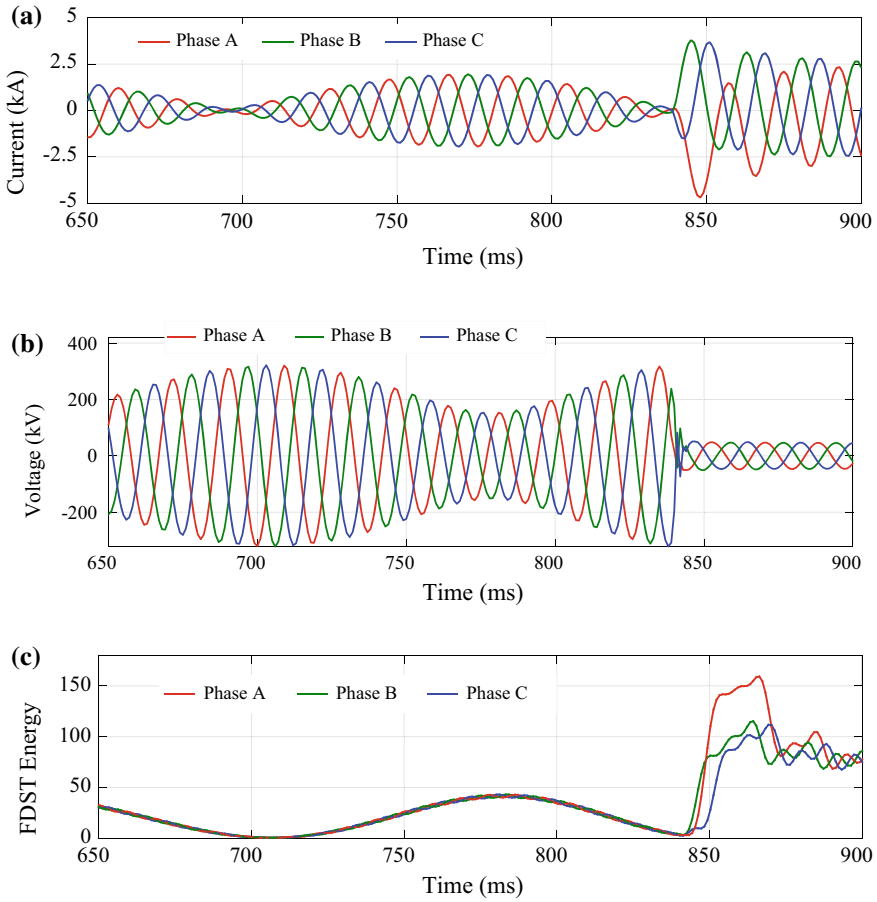 (a)
Phase A Phase B Phase C
Current (kA)
5
2.5
0
-2.5
-5
650 700 750 800 850 900
Time (ms)
(b)
Phase A Phase B Phase C
Voltage (kV)
400
200
0
-200
650 700 750 800 850 900
Time (ms)
(c)
Phase A Phase B Phase C
FDST Energy
150
100
50
0
650 700 750 800 850 900
Time (ms)